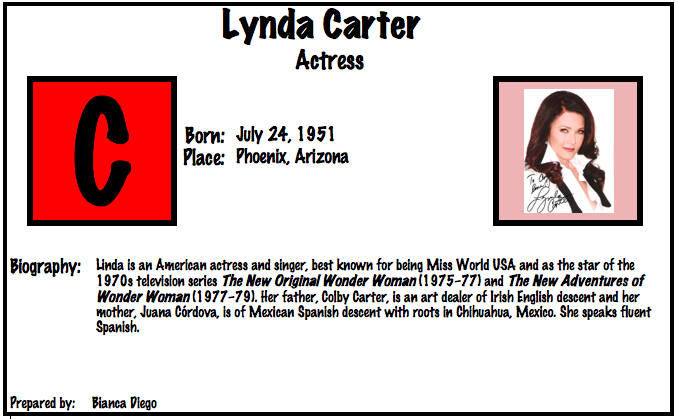 Lynda Carter
Actress
C
Born: July 24, 1951
Place: Phoenix, Arizona
To
Lynda
Carter
Biography: Linda is an American actress and singer, best known for being Miss World USA and as the star of the
1970s television series The New Original Wonder Woman (1975-77) and The New Adventures of
Wonder Woman (1977-79). Her father, Colby Carter, is an art dealer of Irish English descent and her
mother, Juana Córdova, is of Mexican Spanish descent with roots in Chihuahua, Mexico. She speaks fluent
Spanish.
Prepared by: Bianca Diego